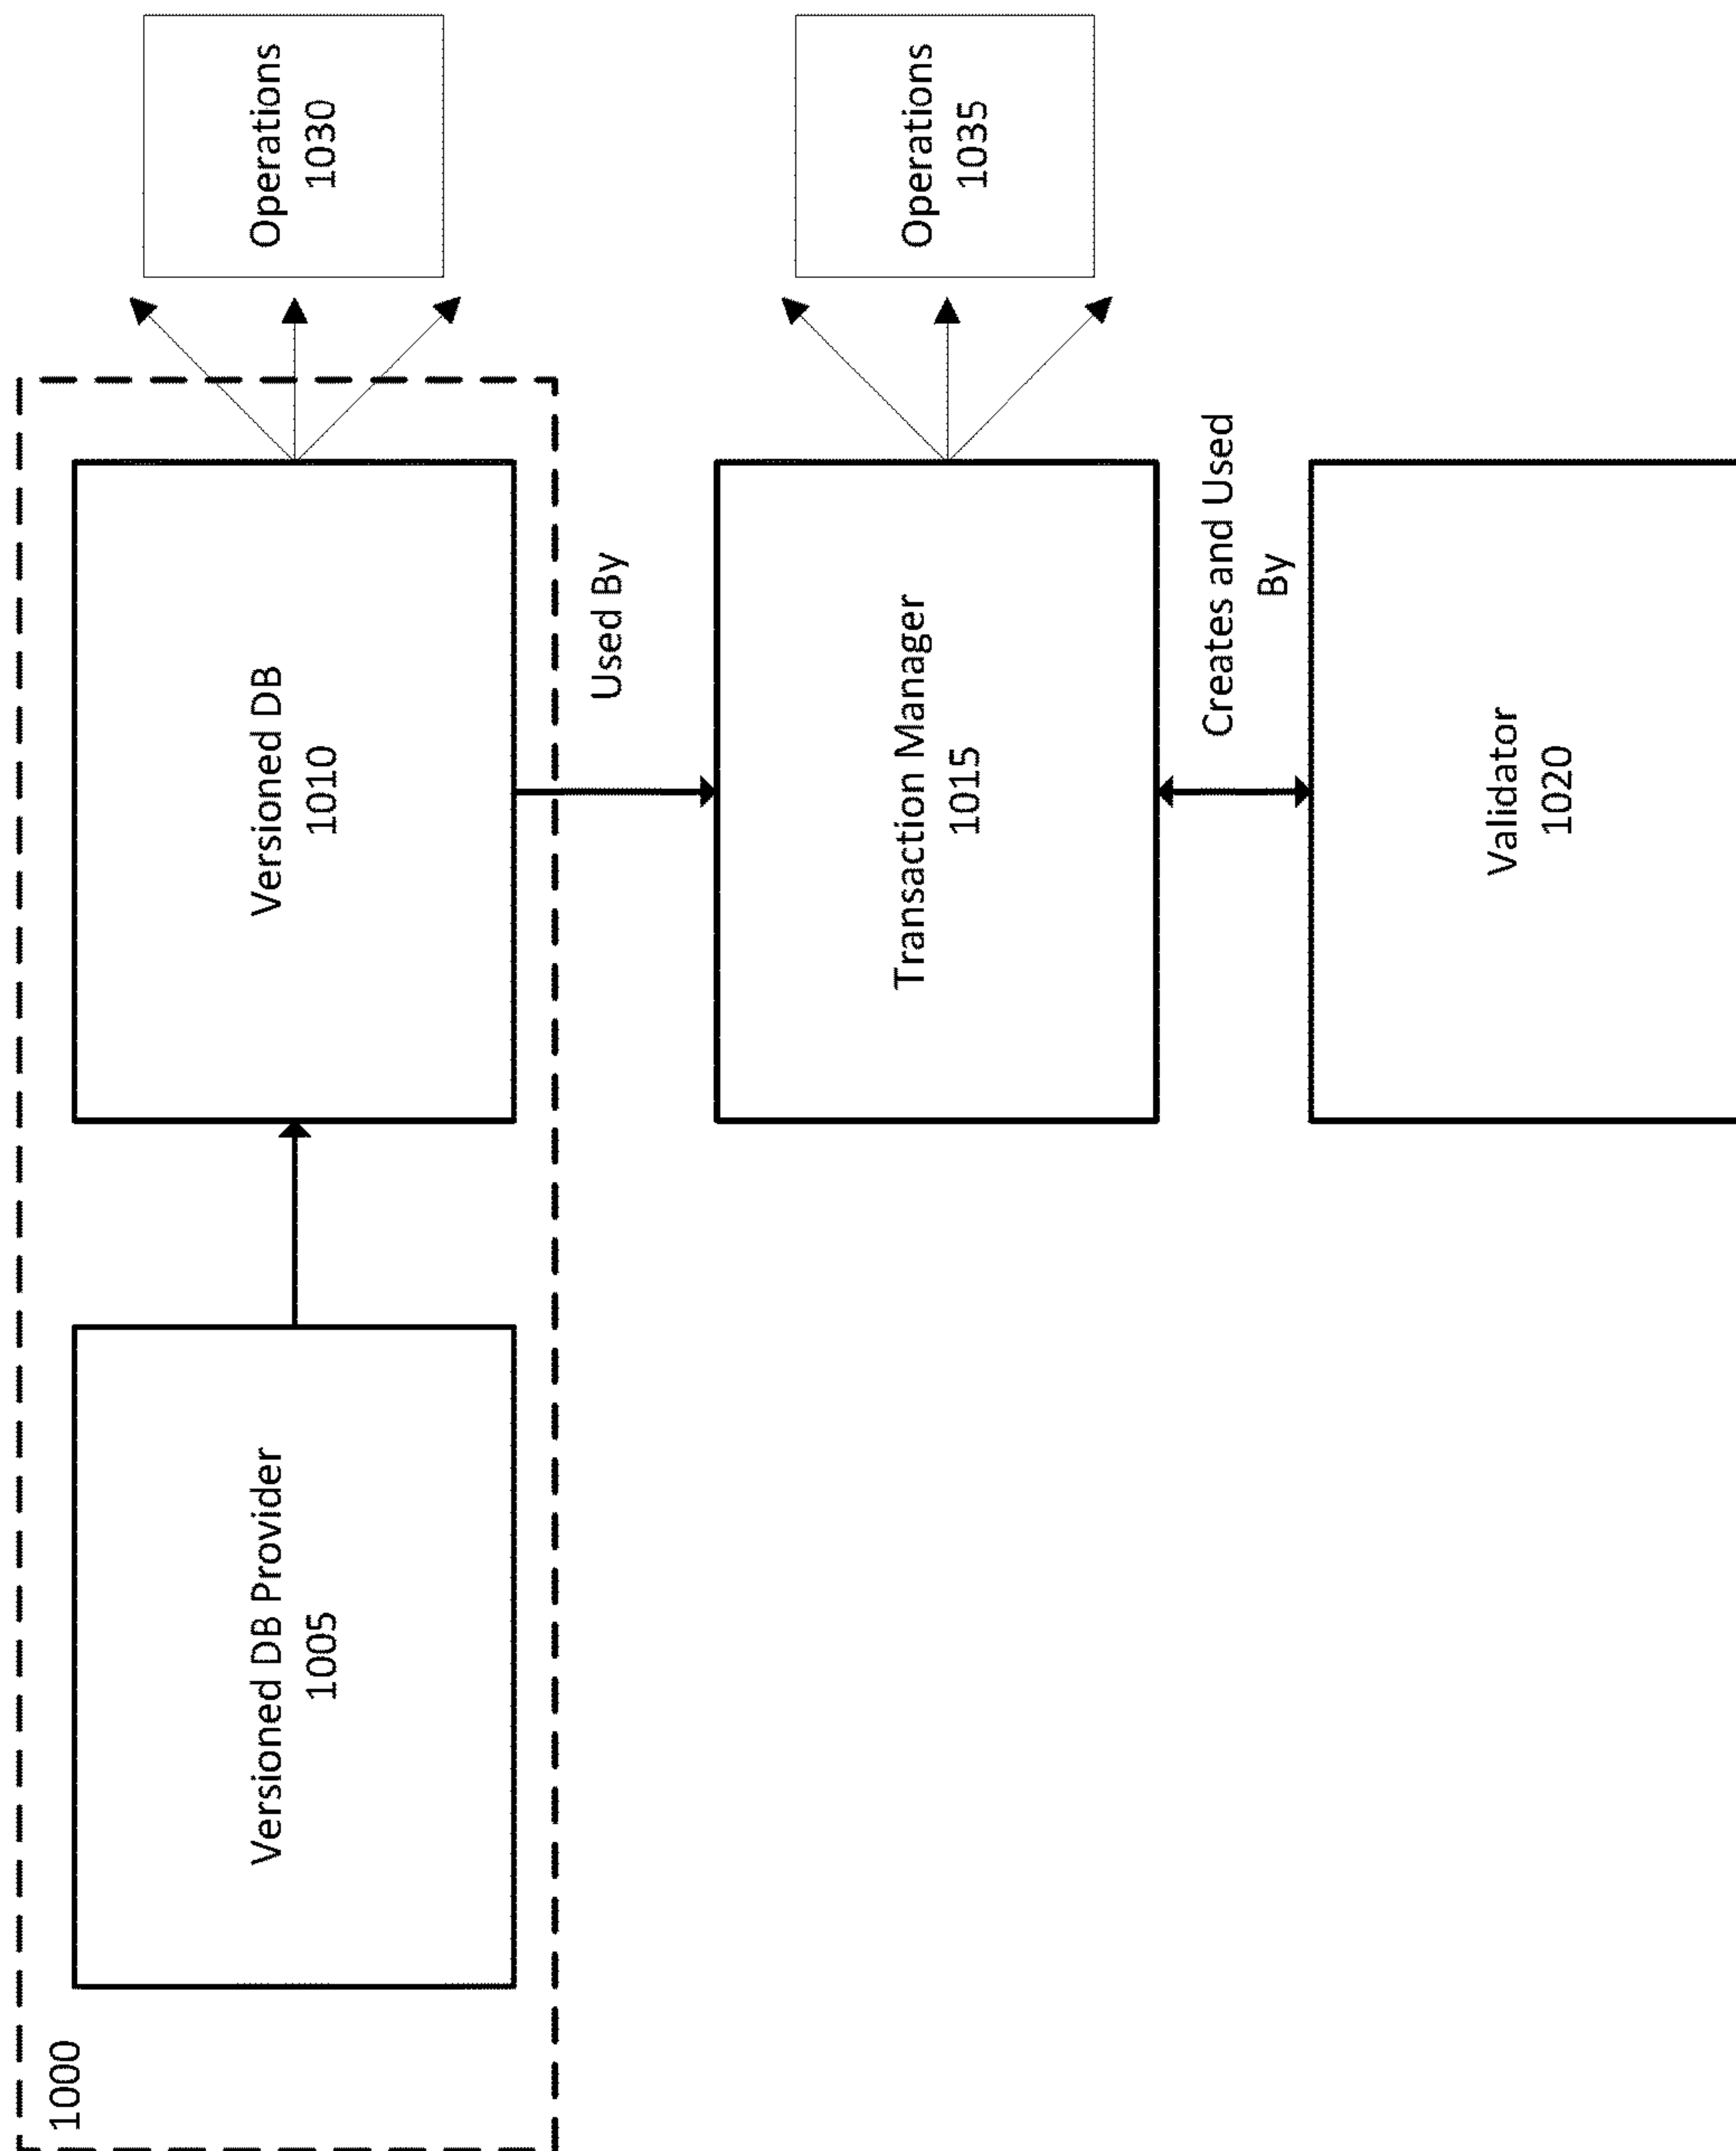 1000
Versioned DB Provider
1005
Versioned DB
1010
Operations
1030
Used By
Transaction Manager
1015
Operations
1035
Creates and Used
By
Validator
1020